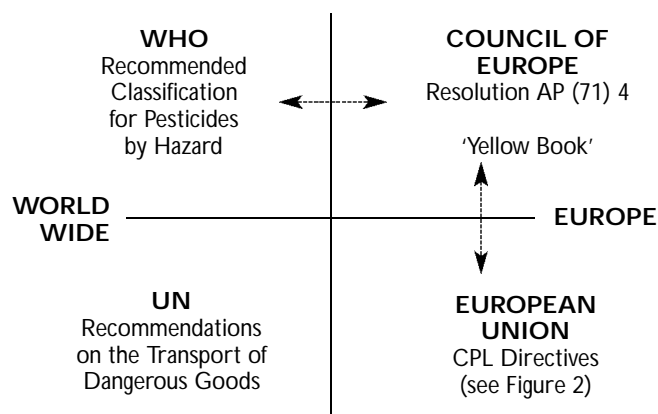 WHO
Recommended
Classification
for Pesticides
by Hazard
COUNCIL OF
EUROPE
Resolution AP (71) 4
‘Yellow Book’
WORLD
WIDE
EUROPE
UN
Recommendations
on the Transport of
Dangerous Goods
EUROPEAN
UNION
CPL Directives
(see Figure 2)